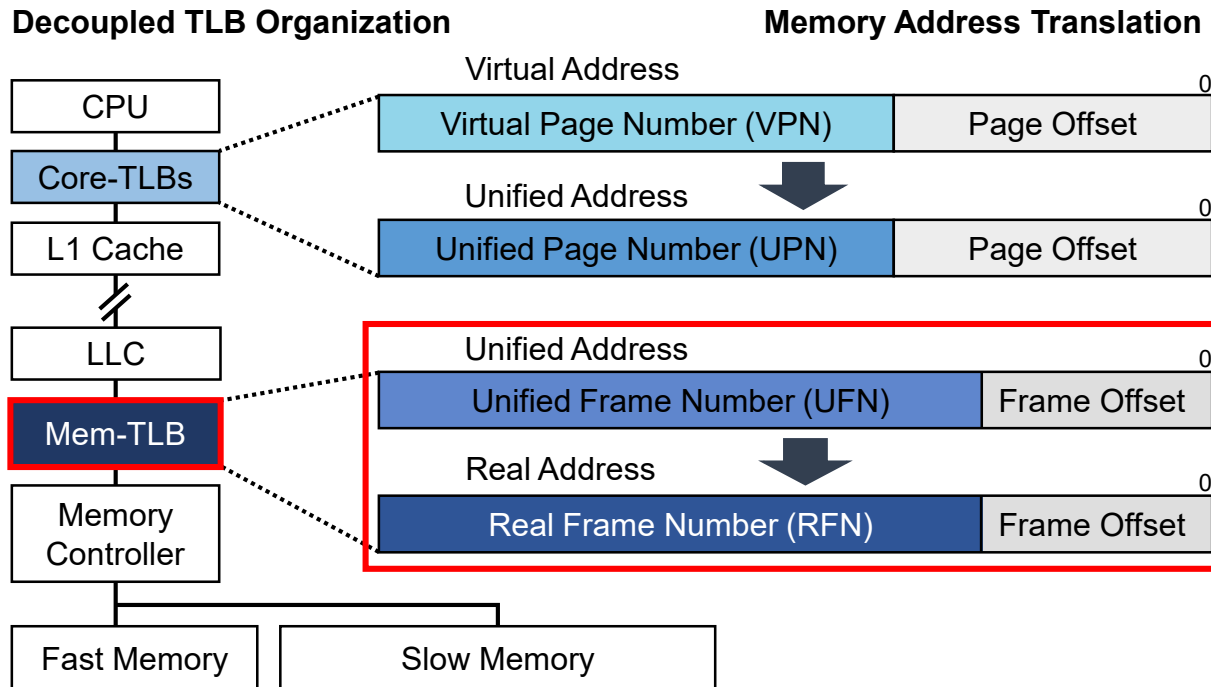 Decoupled TLB Organization
Memory Address Translation
CPU
Core-TLBs
L1 Cache
LLC
Mem-TLB
Memory
Controller
Fast Memory
Slow Memory
Virtual Address
0
Virtual Page Number (VPN)
Page Offset
Unified Address
0
Unified Page Number (UPN)
Page Offset
Unified Address
0
Unified Frame Number (UFN)
Frame Offset
Real Address
0
Real Frame Number (RFN)
Frame Offset